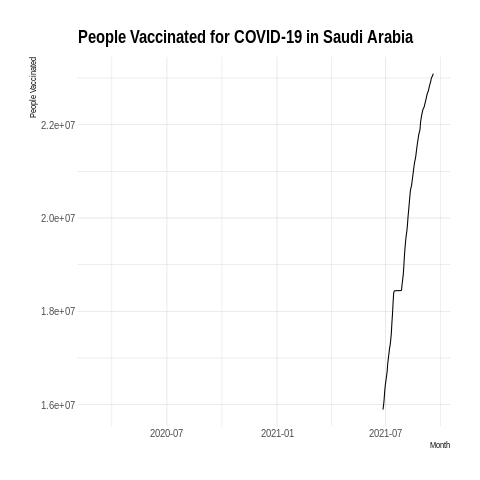 People Vaccinated for COVID-19 in Saudi Arabia
People Vaccinated
2.2e+07
2.0e+07
1.8e+07
1.6e+07
2020-07 2021-01 2021-07
Month